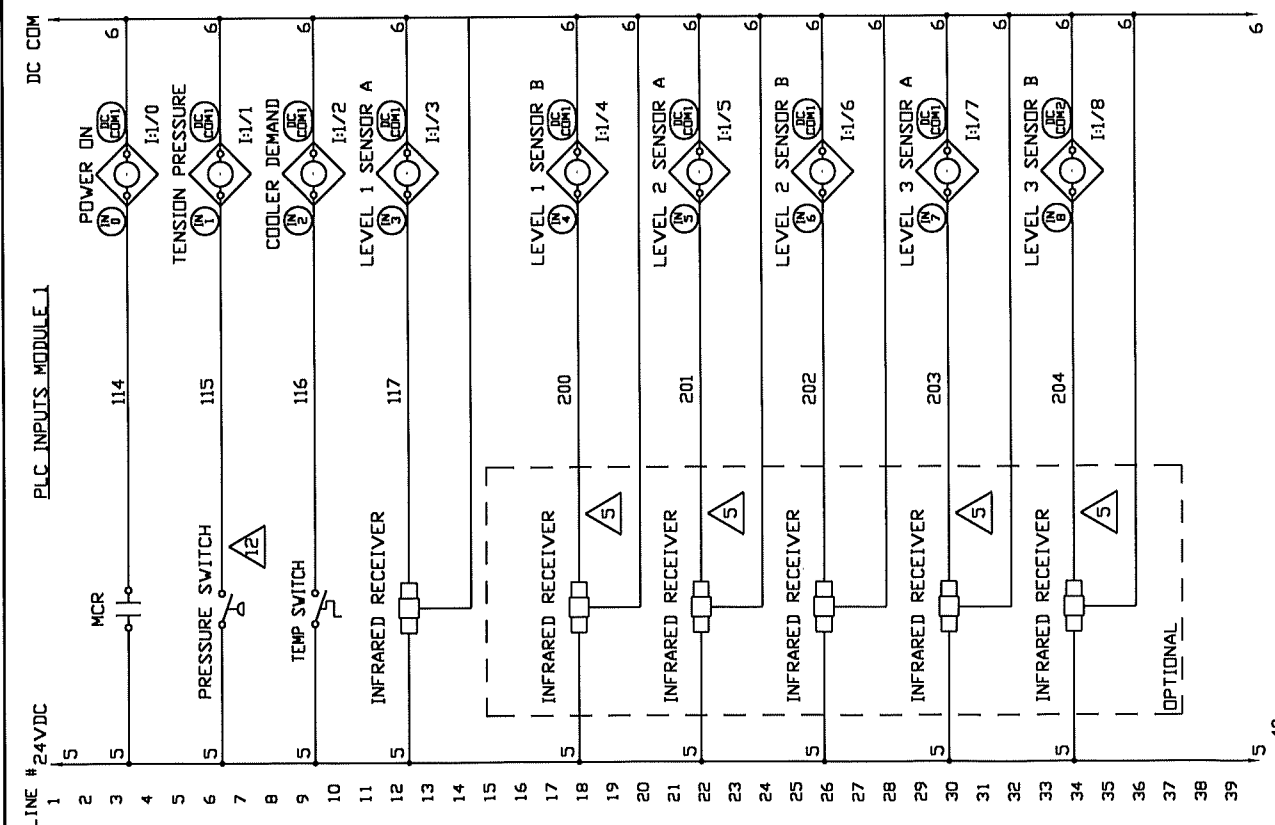 LINE #
24VDC
PLC INPUTS MODULE 1
DC COM
1
5
2
3
5
MCR
114
IN 0
POWER ON
DC COM1
I:1/0
6
4
5
6
5
PRESSURE SWITCH
12
115
IN 1
TENSION PRESSURE
DC COM1
I:1/1
6
7
8
9
5
TEMP SWITCH
116
IN 2
COOLER DEMAND
DC COM1
I:1/2
6
10
11
12
5
INFRARED RECEIVER
117
IN 3
LEVEL 1 SENSOR A
DC COM1
I:1/3
6
13
14
15
16
17
18
5
INFRARED RECEIVER
5
200
IN 4
LEVEL 1 SENSOR B
DC COM1
I:1/4
6
19
20
6
21
22
5
INFRARED RECEIVER
5
201
IN 5
LEVEL 2 SENSOR A
DC COM1
I:1/5
6
23
24
6
25
26
5
INFRARED RECEIVER
202
IN 6
LEVEL 2 SENSOR B
DC COM1
I:1/6
6
27
28
6
29
30
5
INFRARED RECEIVER
5
203
IN 7
LEVEL 3 SENSOR A
DC COM1
I:1/7
6
31
32
6
33
34
5
INFRARED RECEIVER
5
204
IN 8
LEVEL 3 SENSOR B
DC COM2
I:1/8
6
35
36
6
37
OPTIONAL
38
39
5
6